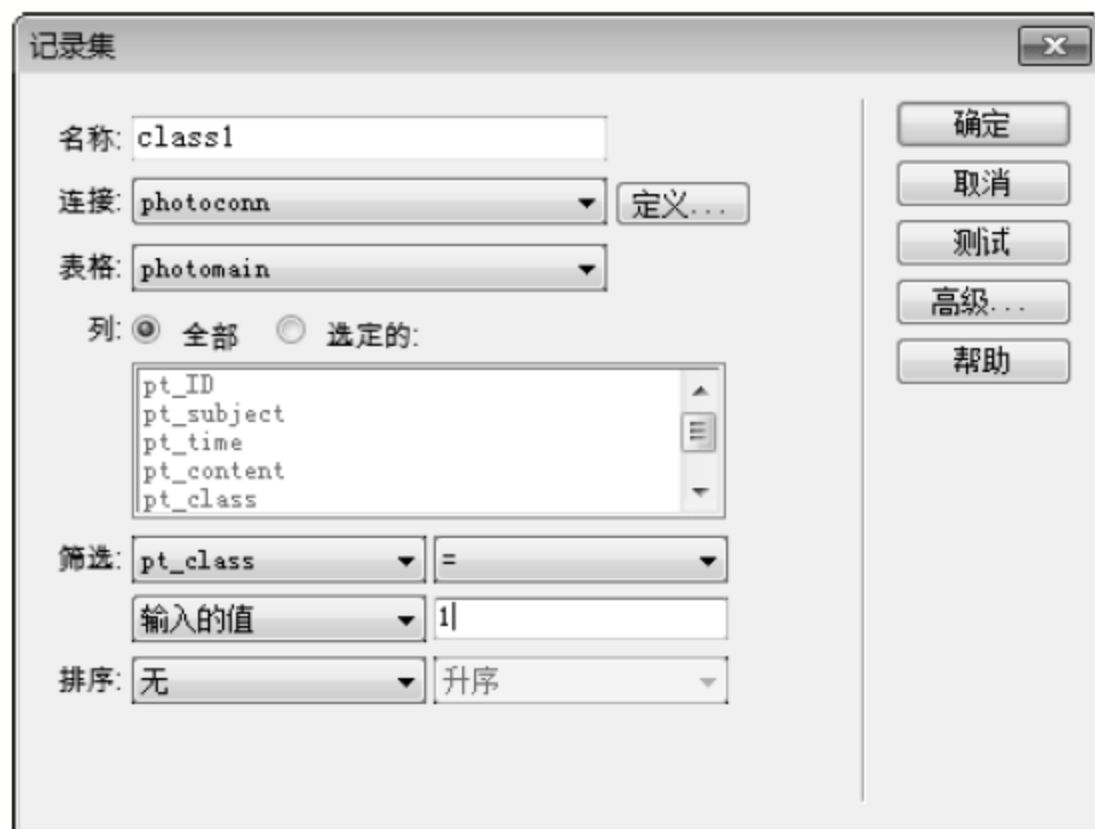 记录集
名称: class1
连接: photoconn 定义...
表格: photomain
列: 全部 选定的:
pt_ID
pt_subject
pt_time
pt_content
pt_class
筛选: pt_class =
输入的值 1
排序: 无 升序
确定
取消
测试
高级...
帮助